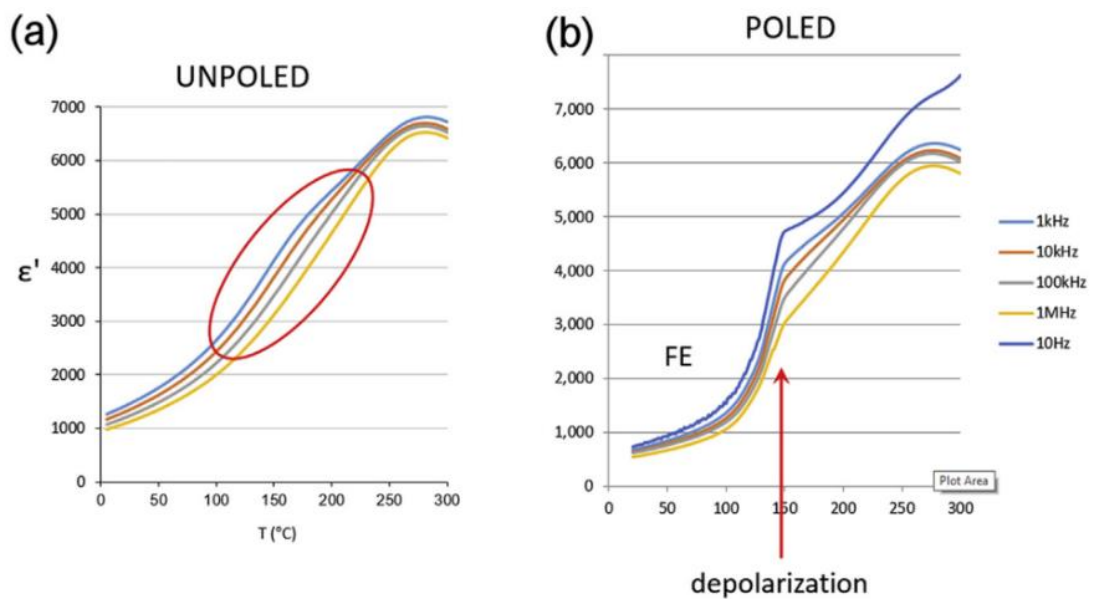 (a)
UNPOLED
7000
6000
5000
4000
3000
2000
1000
0
ε'
0 50 100 150 200 250 300
T (°C)
(b)
POLED
7,000
6,000
5,000
4,000
3,000
2,000
1,000
0
FE
Plot Area
0 50 100 150 200 250 300
depolarization
1kHz
10kHz
100kHz
1MHz
10Hz